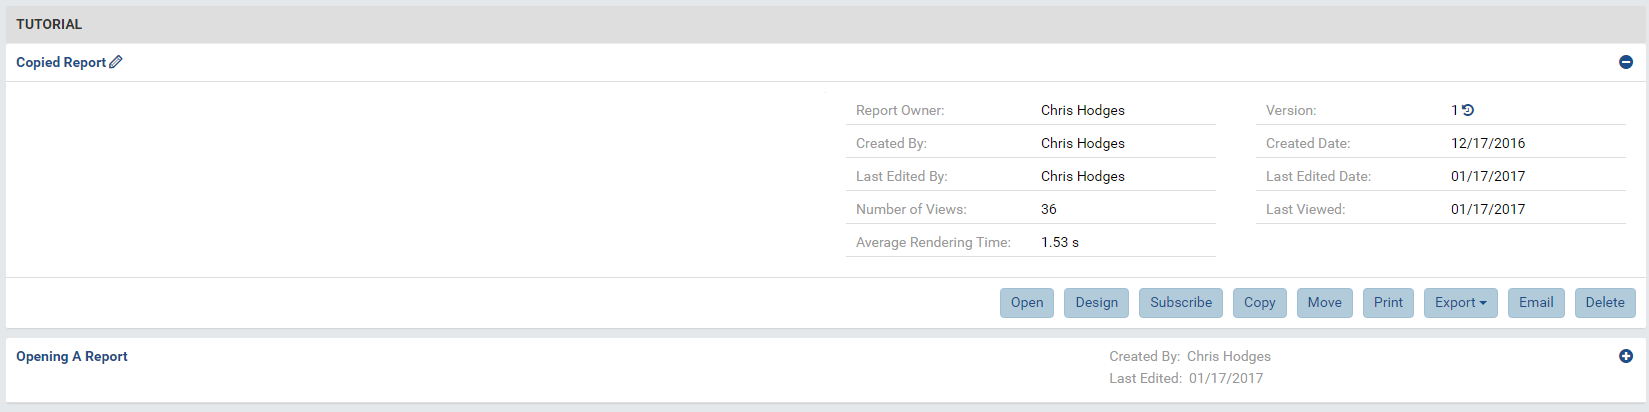 TUTORIAL
Copied Report
Report Owner: Chris Hodges Version: 1
Created By: Chris Hodges Created Date: 12/17/2016
Last Edited By: Chris Hodges Last Edited Date: 01/17/2017
Number of Views: 36 Last Viewed: 01/17/2017
Average Rendering Time: 1.53 s
Open Design Subscribe Copy Move Print Export Email Delete
Opening A Report Created By: Chris Hodges
Last Edited: 01/17/2017